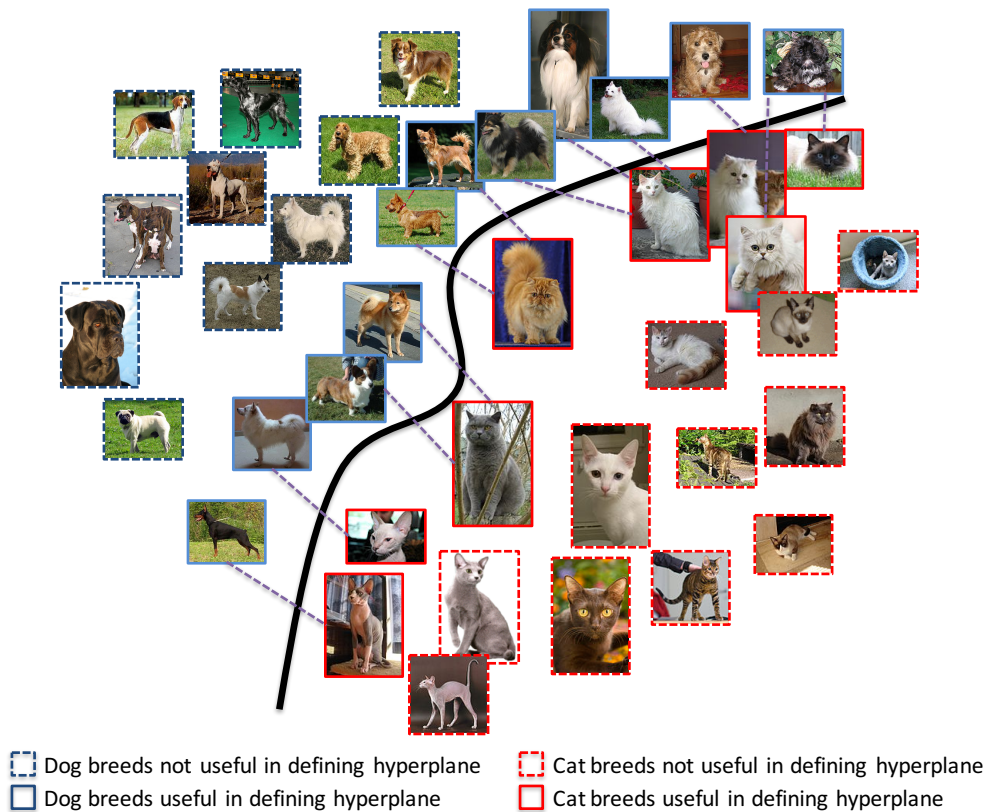 Dog breeds not useful in defining hyperplane
Cat breeds not useful in defining hyperplane
Dog breeds useful in defining hyperplane
Cat breeds useful in defining hyperplane